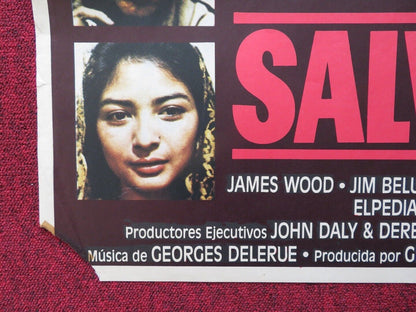 SALV
JAMES WOOD • JIM BELU
ELPEDIA
Productores Ejecutivos JOHN DALY & DERE
Música de GEORGES DELERUE • Producida por G